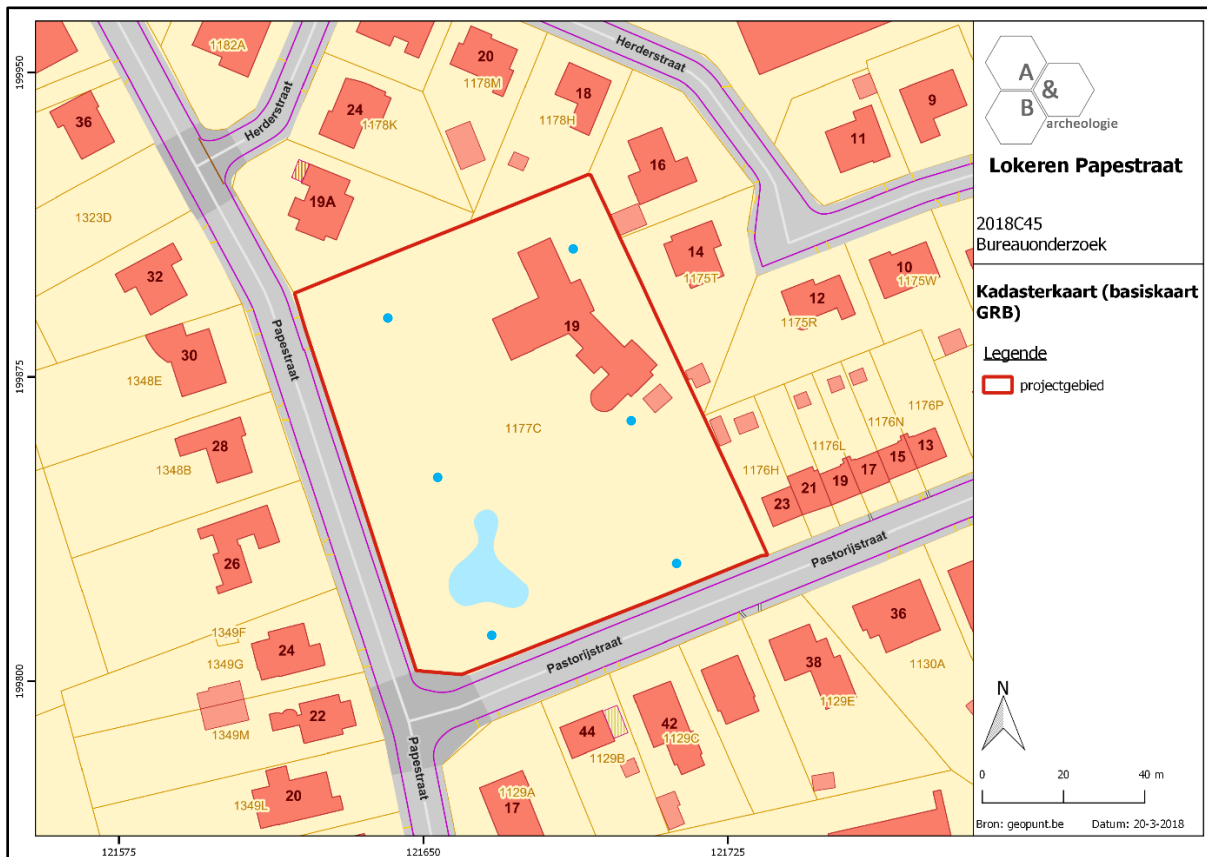 A
&
B
archeologie
Lokeren Papestraat
2018C45
Bureauonderzoek
Kadasterkaart (basiskaart
GRB)
Legende
projectgebied
N
0 20 40 m
Bron: geopunt.be Datum: 20-3-2018
199950
199875
199800
121575
121650
121725
1182A
Herderstraat
36
24
1178K
20
1178M
18
1178H
Herderstraat
9
11
16
19A
1323D
32
14
1175T
10
1175W
12
1175R
Papestraat
30
1348E
19
1177C
28
1348B
1176P
1176N
1176L
1176H
13
15
17
19
21
23
26
Pastorijstraat
Pastorijstraat
1349F
1349G
24
36
1130A
38
1129E
22
1349M
44
1129B
42
1129C
Papestraat
20
1349L
1129A
17